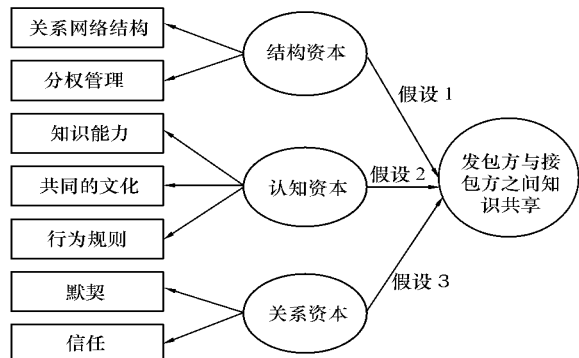 关系网络结构
分权管理
知识能力
共同的文化
行为规则
默契
信任
结构资本
认知资本
关系资本
假设 1
假设 2
假设 3
发包方与接
包方之间知
识共享